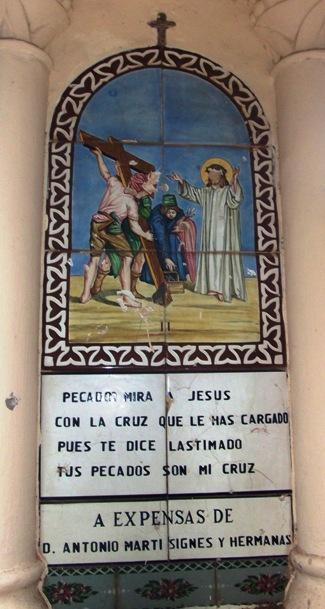 PECADOR MIRA A JESUS
CON LA CRUZ QUE LE HAS CARGADO
PUES TE DICE LASTIMADO
TUS PECADOS SON MI CRUZ
A EXPENSAS DE
D. ANTONIO MARTI SIGNES Y HERMANAS